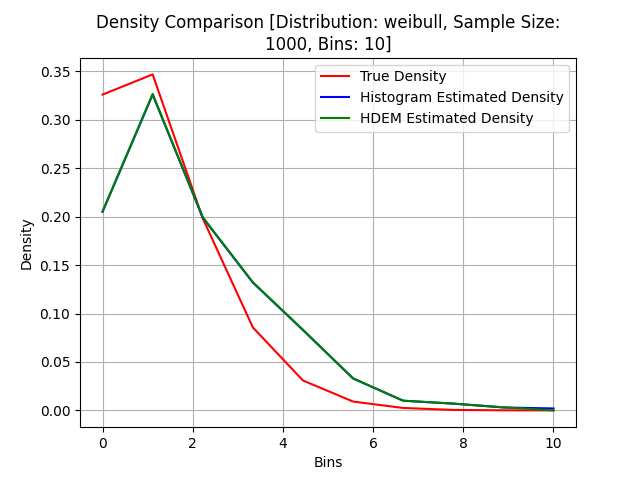 Density Comparison [Distribution: weibull, Sample Size:
1000, Bins: 10]
True Density
Histogram Estimated Density
HDEM Estimated Density
Density
0.35
0.30
0.25
0.20
0.15
0.10
0.05
0.00
0 2 4 6 8 10
Bins